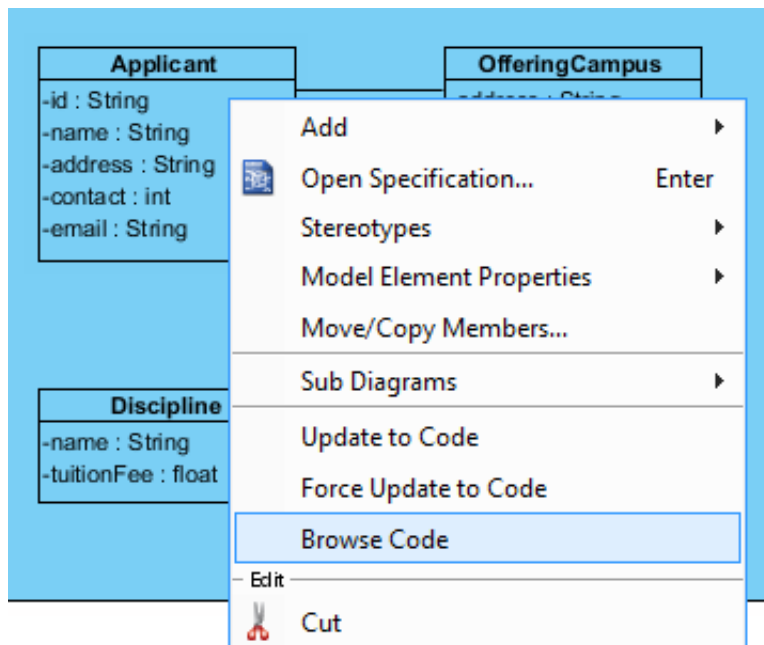 Applicant
-id : String
-name : String
-address : String
-contact : int
-email : String
OfferingCampus
Discipline
-name : String
-tuitionFee : float
Add
Open Specification... Enter
Stereotypes
Model Element Properties
Move/Copy Members...
Sub Diagrams
Update to Code
Force Update to Code
Browse Code
Edit
Cut